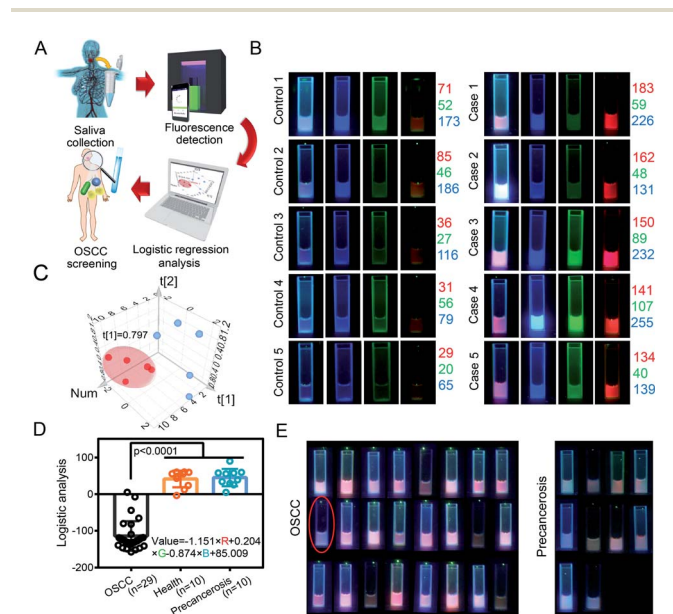 A
Saliva
collection
Fluorescence
detection
OSCC
screening
Logistic regression
analysis
B
Control 1
71
52
173
Control 2
85
46
186
Control 3
36
27
116
Control 4
31
56
79
Control 5
29
20
65
Case 1
183
59
226
Case 2
162
48
131
Case 3
150
89
232
Case 4
141
107
255
Case 5
134
40
139
C
t[2]
t[1]=0.797
Num
t[1]
D
Logistic analysis
100
0
-100
-200
p<0.0001
Value=-1.151×R+0.204
×G-0.874×B+85.009
OSCC
(n=29)
Health
(n=10)
Precancerosis
(n=10)
E
OSCC
Precancerosis